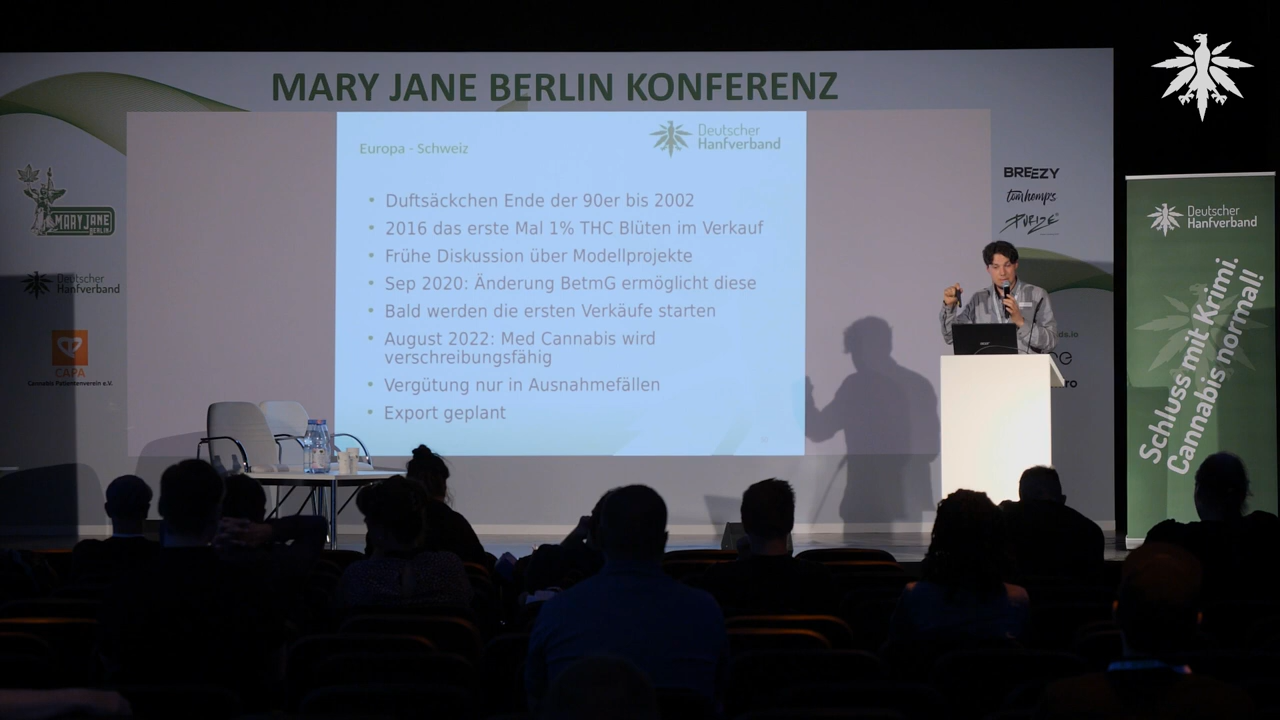 MARY JANE BERLIN KONFERENZ
Europa - Schweiz
Deutscher
Hanfverband
• Duftsäckchen Ende der 90er bis 2002
• 2016 das erste Mal 1% THC Blüten im Verkauf
• Frühe Diskussion über Modellprojekte
• Sep 2020: Änderung BetmG ermöglicht diese
• Bald werden die ersten Verkäufe starten
• August 2022: Med Cannabis wird
verschreibungsfähig
• Vergütung nur in Ausnahmefällen
• Export geplant
MARY JANE
BERLIN
Deutscher
Hanfverband
CAPA
Cannabis Patientenverein e.V.
BREEZY
tomhemp's
PURIZE
Deutscher
Hanfverband
Schluss mit Krimi.
Cannabis normal!